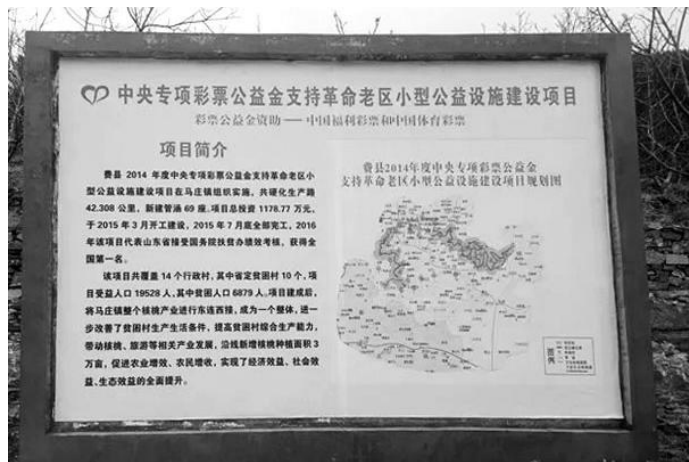 中央专项彩票公益金支持革命老区小型公益设施建设项目
彩票公益金资助——中国福利彩票和中国体育彩票
项目简介
费县 2014 年度中央专项彩票公益金支持革命老区小
型公益设施建设项目在马庄镇组织实施，共硬化生产路
42.308 公里，新建管涵 69 座，项目总投资 1178.77 万元，
于 2015 年 3 月开工建设，2015 年 7 月底全部完工，2016
年该项目代表山东省接受国务院扶贫办绩效考核，获得全
国第一名。
该项目共覆盖 14 个行政村，其中省定贫困村 10 个，项
目受益人口 19528 人，其中贫困人口 6879 人。项目建成后，
将马庄镇整个核桃产业进行东连西接，成为一个整体，进一
步改善了贫困村生产生活条件，提高贫困村综合生产能力，
带动核桃、旅游等相关产业发展，沿线新增核桃种植面积 3
万亩，促进农业增效、农民增收，实现了经济效益、社会效
益、生态效益的全面提升。
费县2014年度中央专项彩票公益金
支持革命老区小型公益设施建设项目规划图
图例